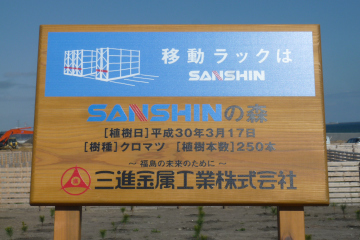 移動ラックは
SANSHIN
SANSHINの森
[植樹日]平成30年3月17日
[樹種]クロマツ [植樹本数]250本
─ 福島の未来のために ─
三進金属工業株式会社